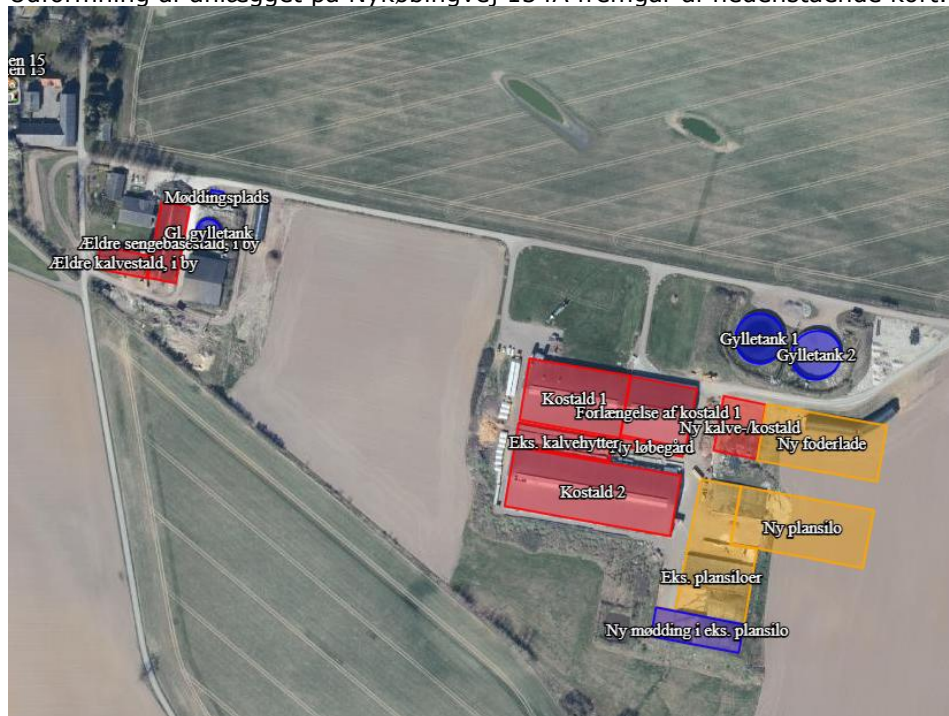 Udformning af anlægget på Nykøbingvej 154A fremgår af nedenstående kort.
en 15
en 15
Møddingsplads
Gl. gylletank
Ældre sengebåsestald, i by
Ældre kalvestald, i by
Gylletank 1
Gylletank 2
Kostald 1
Forlængelse af kostald 1
Ny kalve-/kostald
Eks. kalvehytter
Ny løbegård
Ny foderlade
Kostald 2
Ny plansilo
Eks. plansiloer
Ny mødding i eks. plansilo